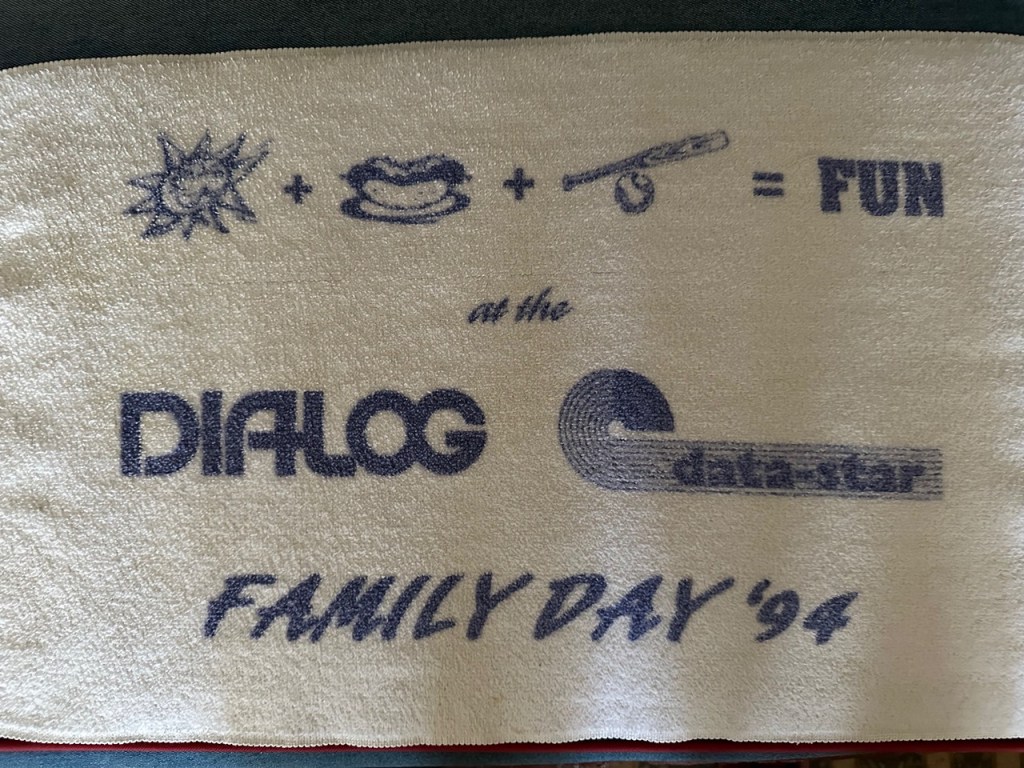 + + = FUN
at the
DIALOG data-star
FAMILY DAY '94